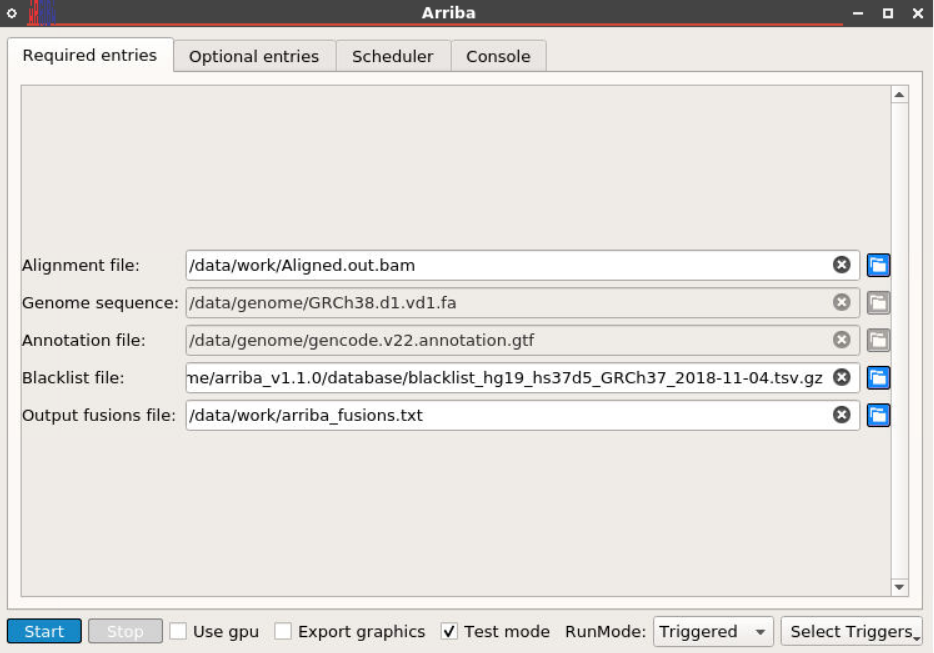 Arriba
Required entries Optional entries Scheduler Console
Alignment file: /data/work/Aligned.out.bam
Genome sequence: /data/genome/GRCh38.d1.vd1.fa
Annotation file: /data/genome/gencode.v22.annotation.gtf
Blacklist file: me/arriba_v1.1.0/database/blacklist_hg19_hs37d5_GRCh37_2018-11-04.tsv.gz
Output fusions file: /data/work/arriba_fusions.txt
Start Stop Use gpu Export graphics Test mode RunMode: Triggered Select Triggers